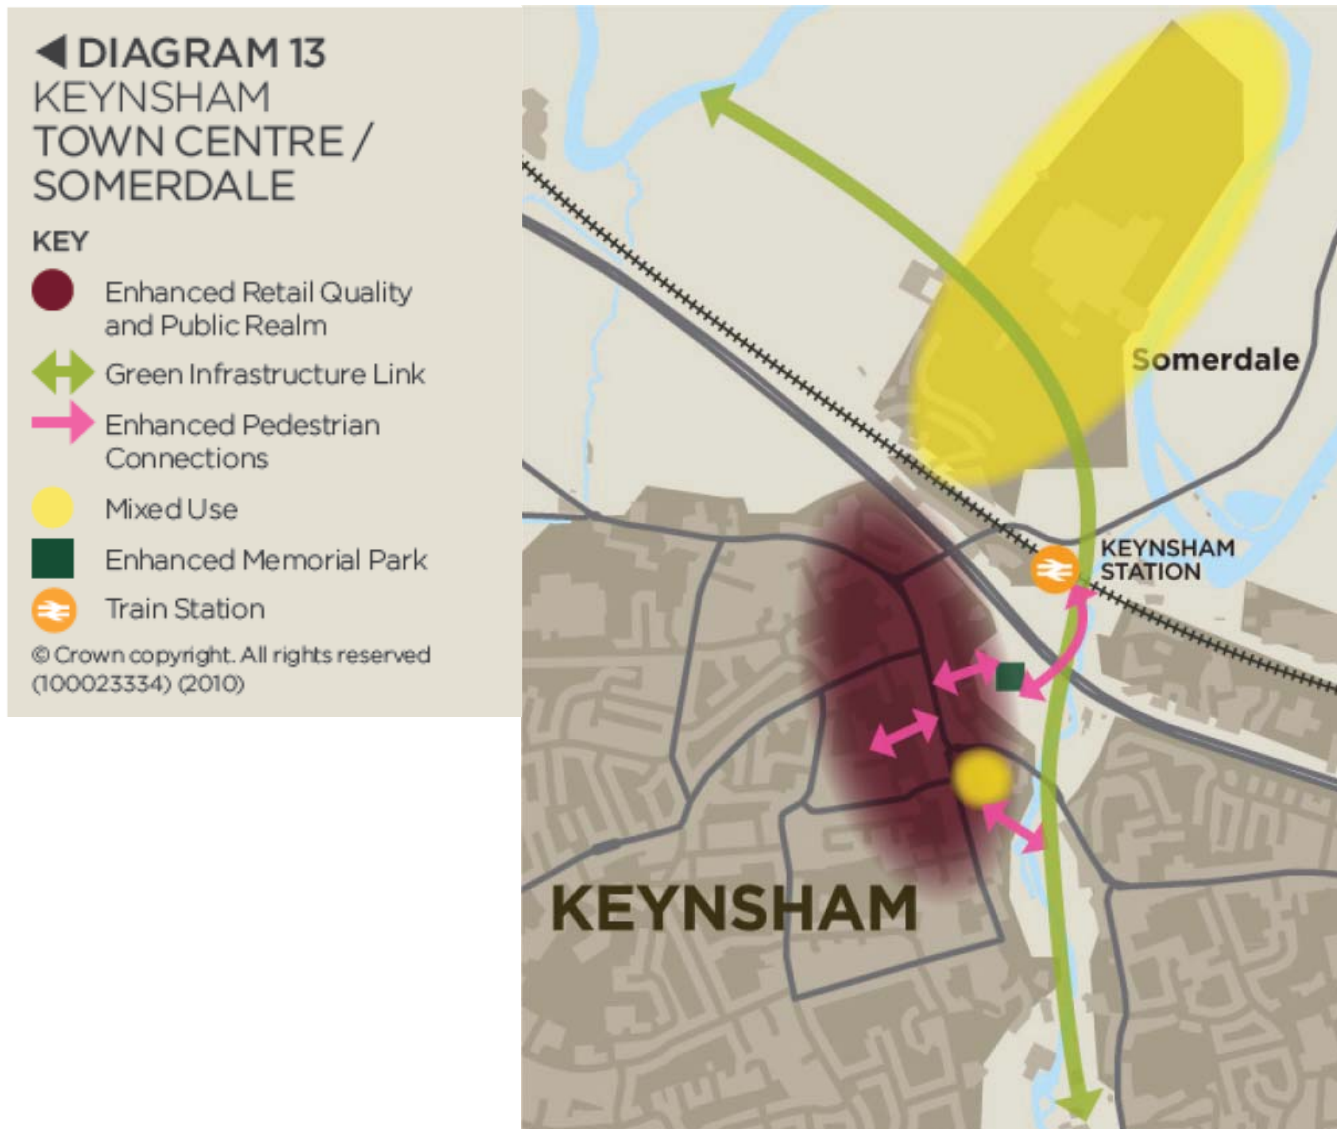 ◀ DIAGRAM 13
KEYNSHAM
TOWN CENTRE /
SOMERDALE
KEY
Enhanced Retail Quality
and Public Realm
Green Infrastructure Link
Enhanced Pedestrian
Connections
Mixed Use
Enhanced Memorial Park
Train Station
© Crown copyright. All rights reserved
(100023334) (2010)
Somerdale
KEYNSHAM
STATION
KEYNSHAM